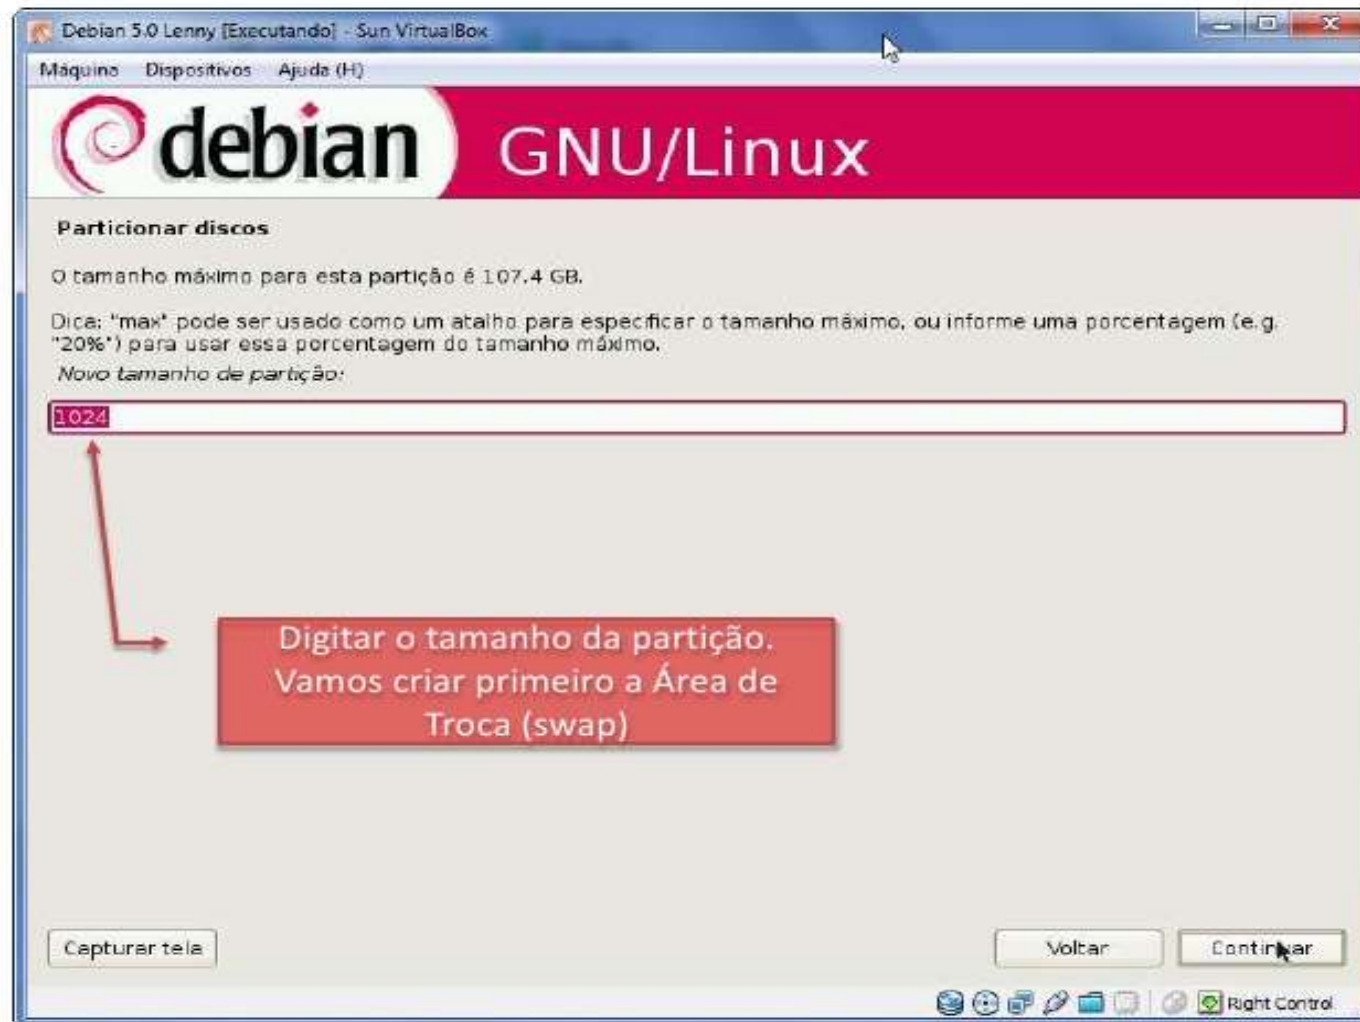 Debian 5.0 Lenny [Executando] - Sun VirtualBox
Máquina Dispositivos Ajuda (H)
debian GNU/Linux
Particionar discos
O tamanho máximo para esta partição é 107.4 GB.
Dica: "max" pode ser usado como um atalho para especificar o tamanho máximo, ou informe uma porcentagem (e.g.
"20%") para usar essa porcentagem do tamanho máximo.
Novo tamanho de partição:
1024
Digitar o tamanho da partição.
Vamos criar primeiro a Área de
Troca (swap)
Capturar tela
Voltar
Continuar
Right Control